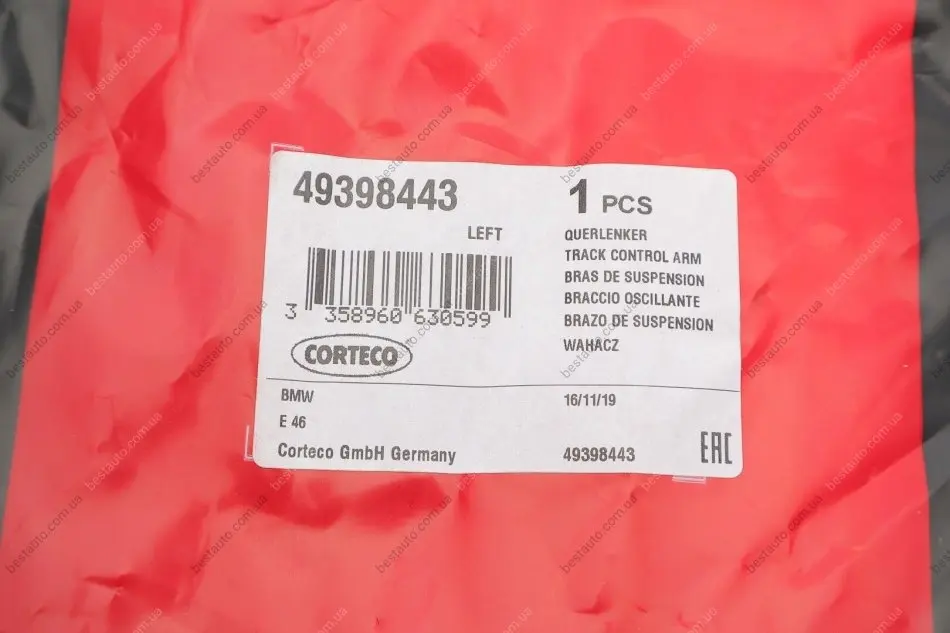 49398443
LEFT
3 358960 630599
CORTECO
1 PCS
QUERLENKER
TRACK CONTROL ARM
BRAS DE SUSPENSION
BRACCIO OSCILLANTE
BRAZO DE SUSPENSION
WAHACZ
BMW
16/11/19
E 46
Corteco GmbH Germany
49398443
EAC
bestauto.com.ua